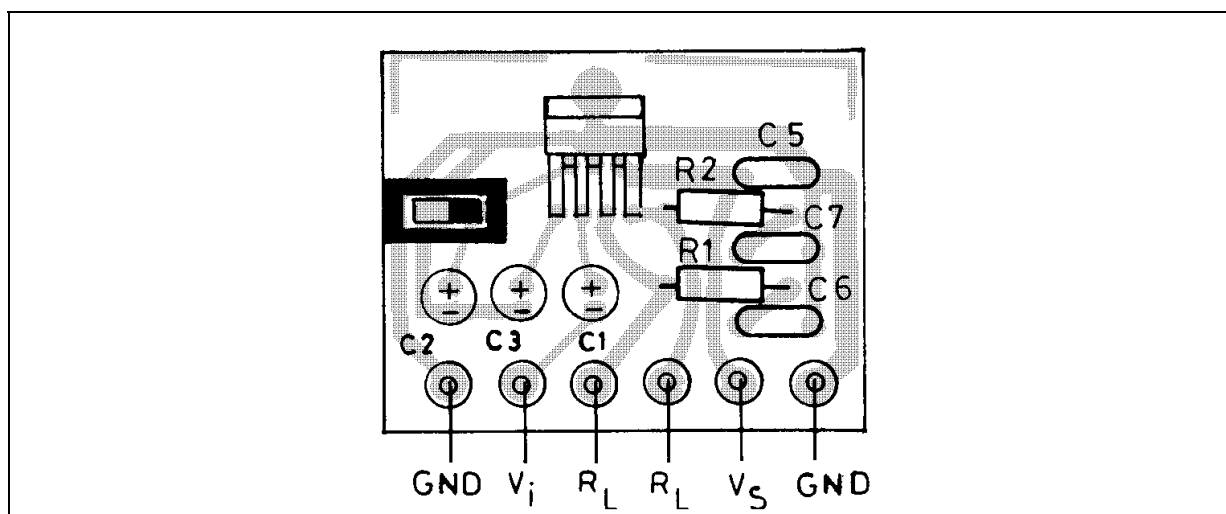 C5
R2
C7
R1
C6
+ + +
- - -
C2 C3 C1
GND Vi RL RL VS GND